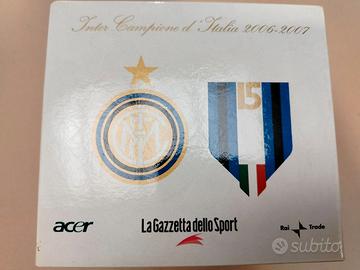 Inter Campione d'Italia 2006-2007
15
acer
La Gazzetta dello Sport
Rai Trade
subito